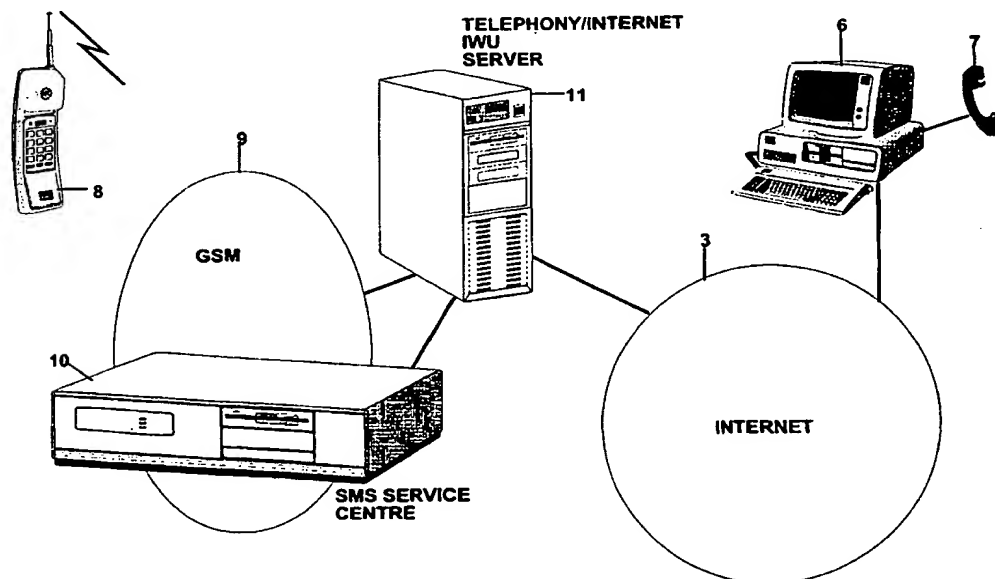 TELEPHONY/INTERNET
IWU
SERVER
6
7
11
9
8
GSM
3
10
INTERNET
SMS SERVICE
CENTRE